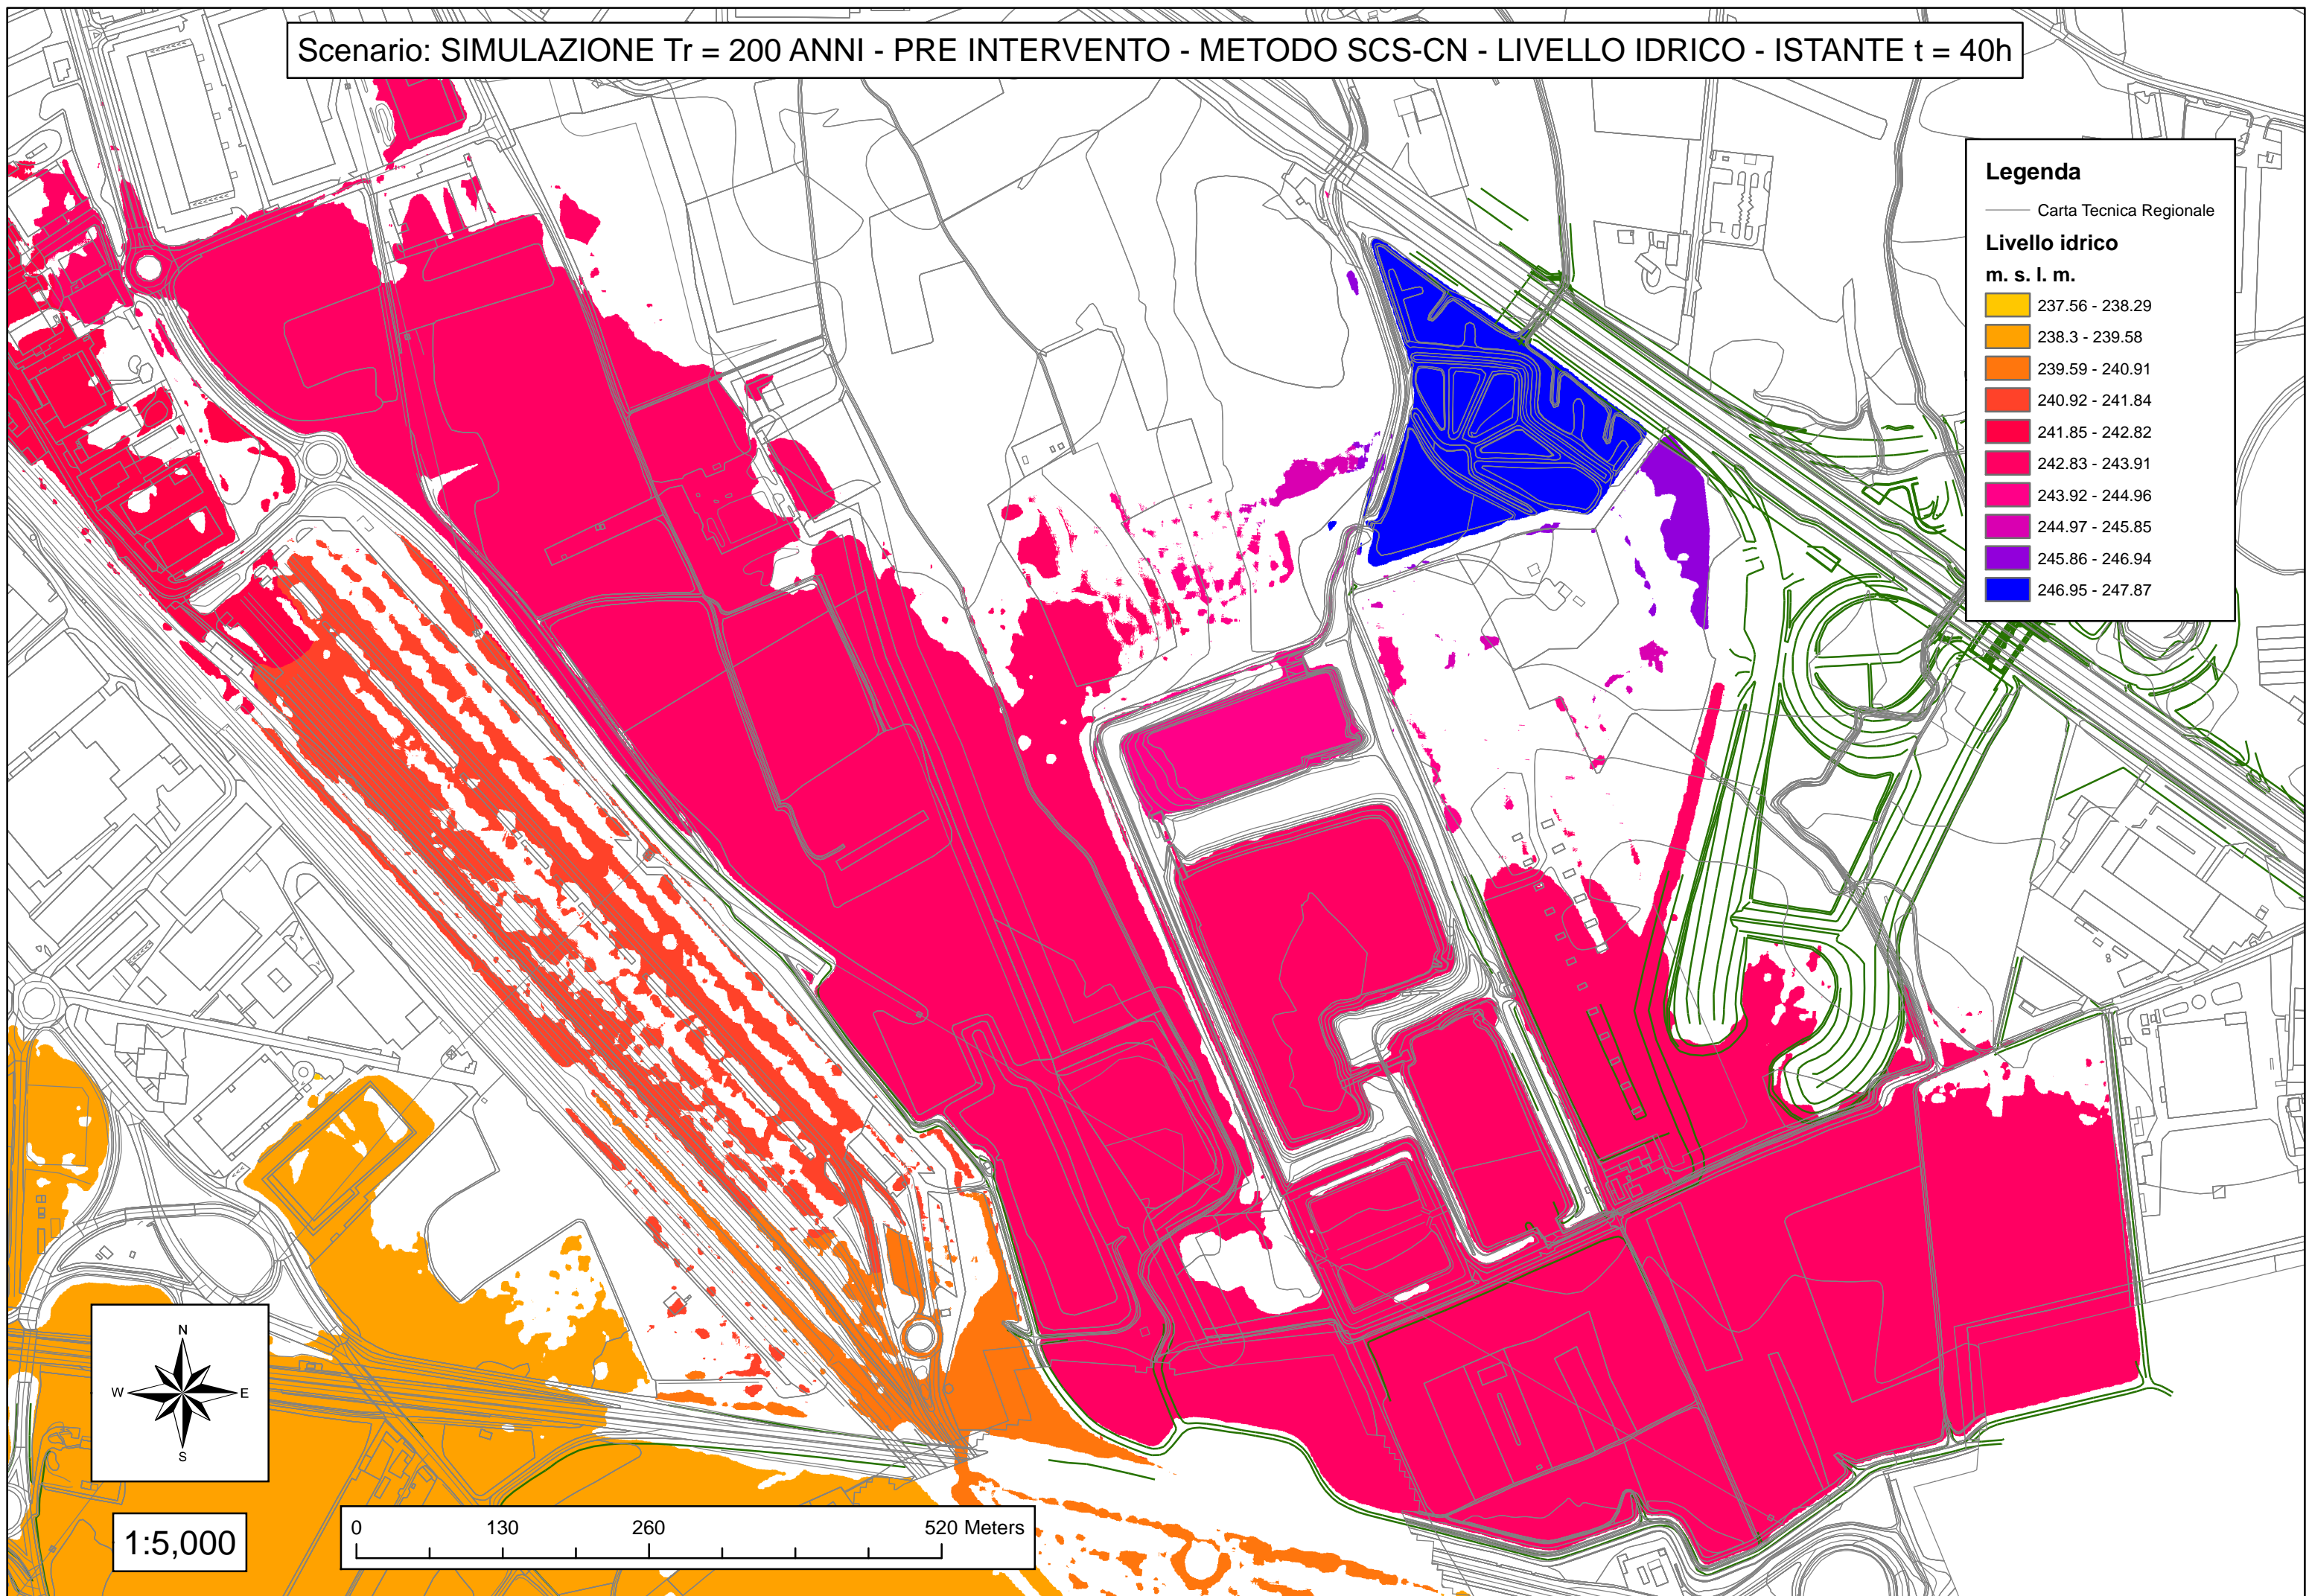 Scenario: SIMULAZIONE Tr = 200 ANNI - PRE INTERVENTO - METODO SCS-CN - LIVELLO IDRICO - ISTANTE t = 40h
Legenda
Carta Tecnica Regionale
Livello idrico
m. s. l. m.
237.56 - 238.29
238.3 - 239.58
239.59 - 240.91
240.92 - 241.84
241.85 - 242.82
242.83 - 243.91
243.92 - 244.96
244.97 - 245.85
245.86 - 246.94
246.95 - 247.87
N
W E
S
1:5,000
0 130 260 520 Meters